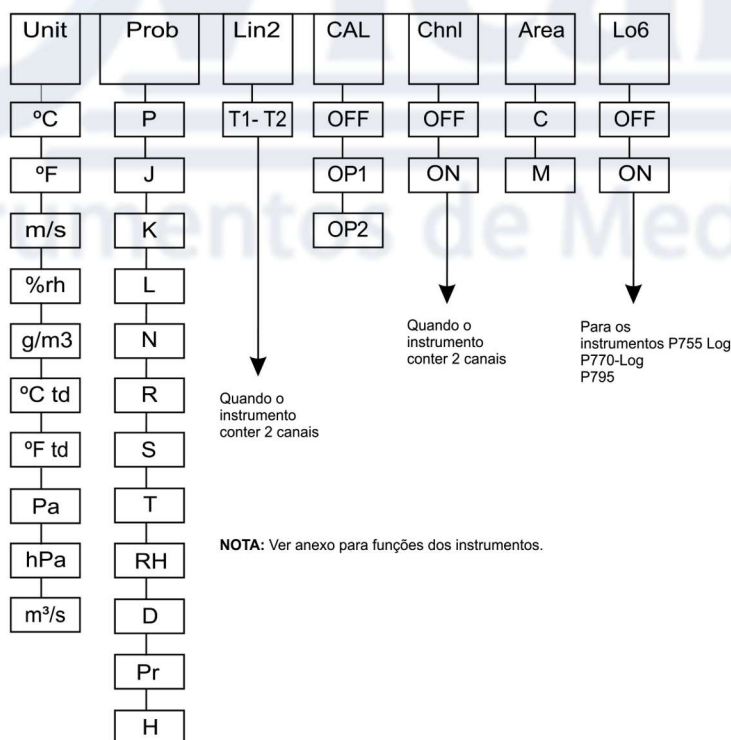 Unit
Prob
Lin2
CAL
Chnl
Area
Lo6
ºC
P
T1- T2
OFF
OFF
C
OFF
ºF
J
OP1
ON
M
ON
m/s
K
OP2
%rh
L
g/m3
N
ºC td
R
ºF td
S
Pa
T
hPa
RH
m³/s
D
Pr
H
Quando o
instrumento
conter 2 canais
Quando o
instrumento
conter 2 canais
Para os
instrumentos P755 Log
P770-Log
P795
NOTA: Ver anexo para funções dos instrumentos.